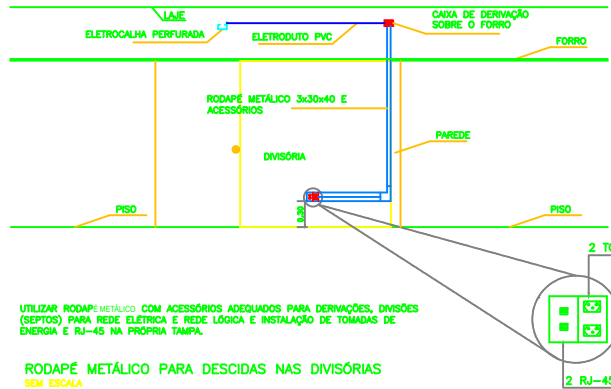 LAJE
CAIXA DE DERIVAÇÃO
SOBRE O FORRO
ELETROCALHA PERFURADA
ELETRODUTO PVC
FORRO
RODAPÉ METÁLICO 3x30x40 E
ACESSÓRIOS
PAREDE
DIVISÓRIA
PISO
0.30
PISO
2 TO
UTILIZAR RODAPÉ METÁLICO COM ACESSÓRIOS ADEQUADOS PARA DERIVAÇÕES, DIVISÕES
(SEPTOS) PARA REDE ELÉTRICA E REDE LÓGICA E INSTALAÇÃO DE TOMADAS DE
ENERGIA E RJ-45 NA PRÓPRIA TAMPA.
RODAPÉ METÁLICO PARA DESCIDAS NAS DIVISÓRIAS
SEM ESCALA
2 RJ-45